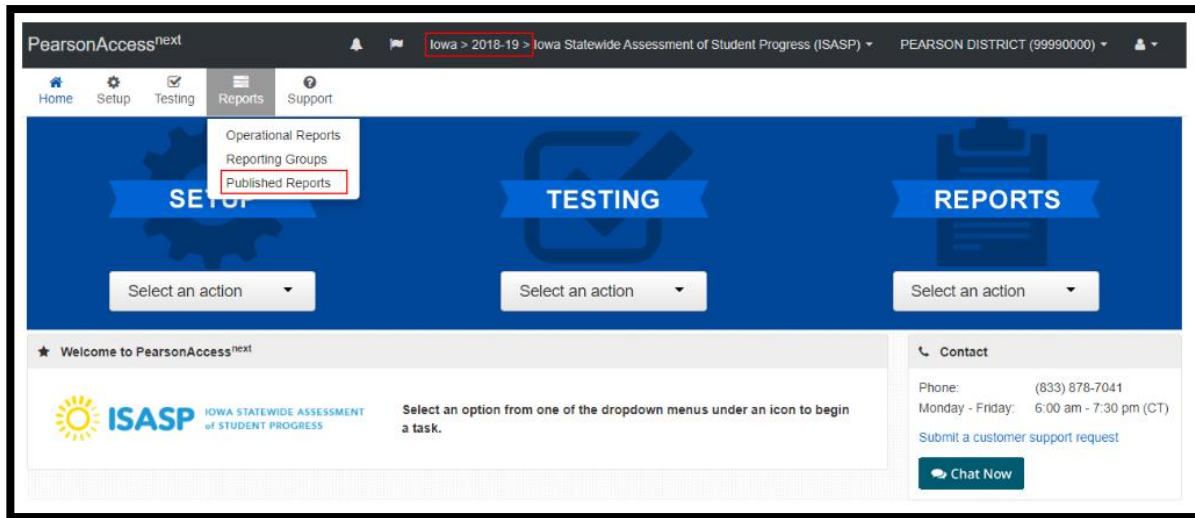 PearsonAccessnext
Iowa > 2018-19 > Iowa Statewide Assessment of Student Progress (ISASP)
PEARSON DISTRICT (99990000)
Home
Setup
Testing
Reports
Support
Operational Reports
Reporting Groups
Published Reports
SETUP
TESTING
REPORTS
Select an action
Select an action
Select an action
Welcome to PearsonAccessnext
ISASP
IOWA STATEWIDE ASSESSMENT
of STUDENT PROGRESS
Select an option from one of the dropdown menus under an icon to begin
a task.
Contact
Phone: (833) 878-7041
Monday - Friday: 6:00 am - 7:30 pm (CT)
Submit a customer support request
Chat Now